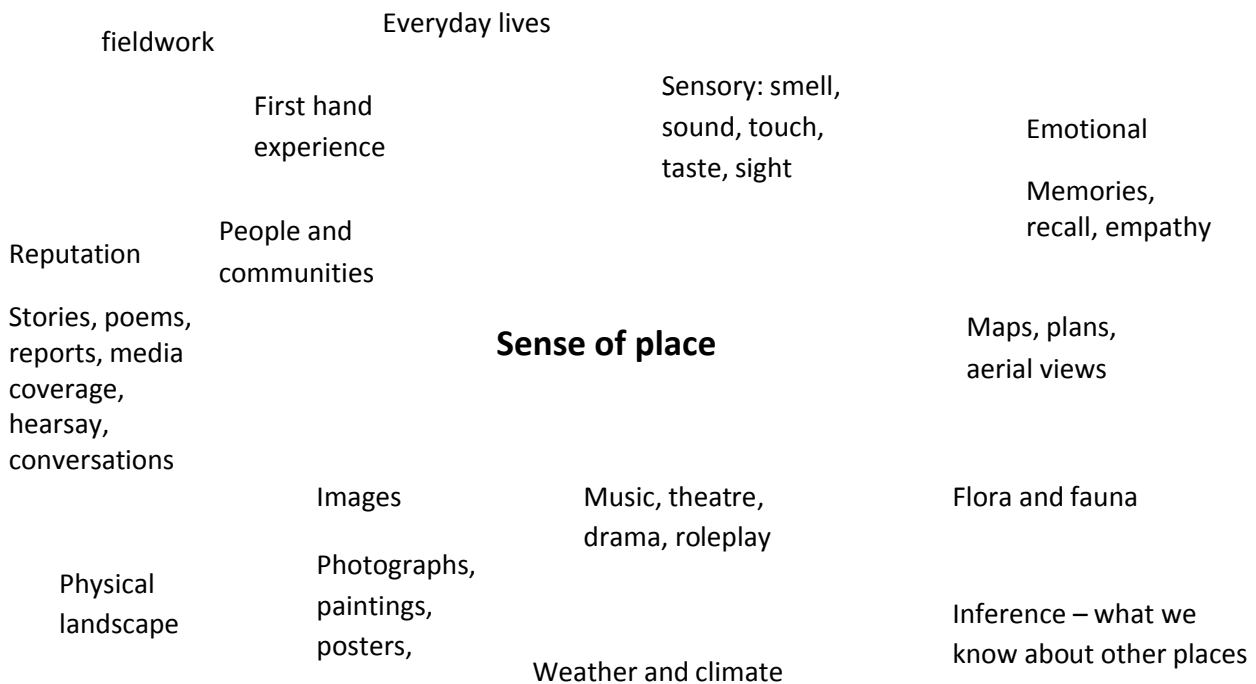 Everyday lives
fieldwork
Sensory: smell,
sound, touch,
taste, sight
First hand
experience
Emotional
Memories,
recall, empathy
People and
communities
Reputation
Stories, poems,
reports, media
coverage,
hearsay,
conversations
Sense of place
Maps, plans,
aerial views
Images
Photographs,
paintings,
posters,
Music, theatre,
drama, roleplay
Flora and fauna
Physical
landscape
Inference – what we
know about other places
Weather and climate